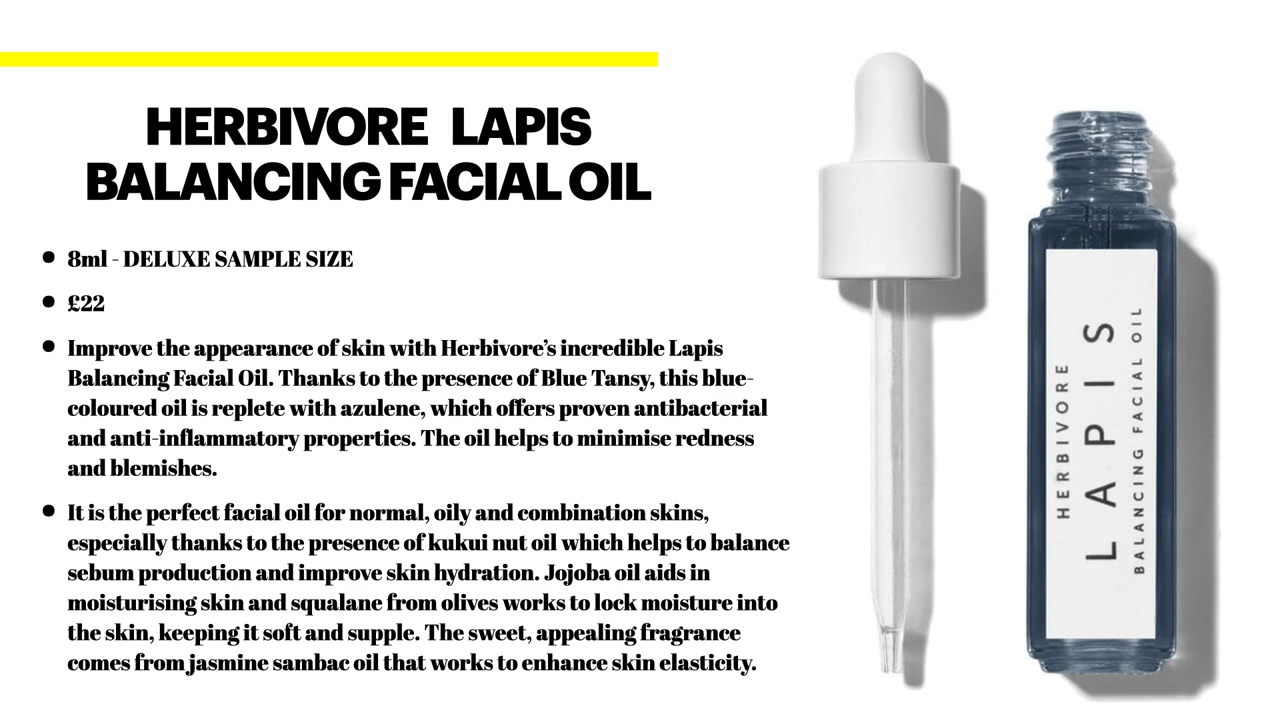 HERBIVORE LAPIS
BALANCING FACIAL OIL
• 8ml - DELUXE SAMPLE SIZE
• £22
• Improve the appearance of skin with Herbivore’s incredible Lapis
Balancing Facial Oil. Thanks to the presence of Blue Tansy, this blue-
coloured oil is replete with azulene, which offers proven antibacterial
and anti-inflammatory properties. The oil helps to minimise redness
and blemishes.
• It is the perfect facial oil for normal, oily and combination skins,
especially thanks to the presence of kukui nut oil which helps to balance
sebum production and improve skin hydration. Jojoba oil aids in
moisturising skin and squalane from olives works to lock moisture into
the skin, keeping it soft and supple. The sweet, appealing fragrance
comes from jasmine sambac oil that works to enhance skin elasticity.
HERBIVORE
LAPIS
BALANCING FACIAL OIL